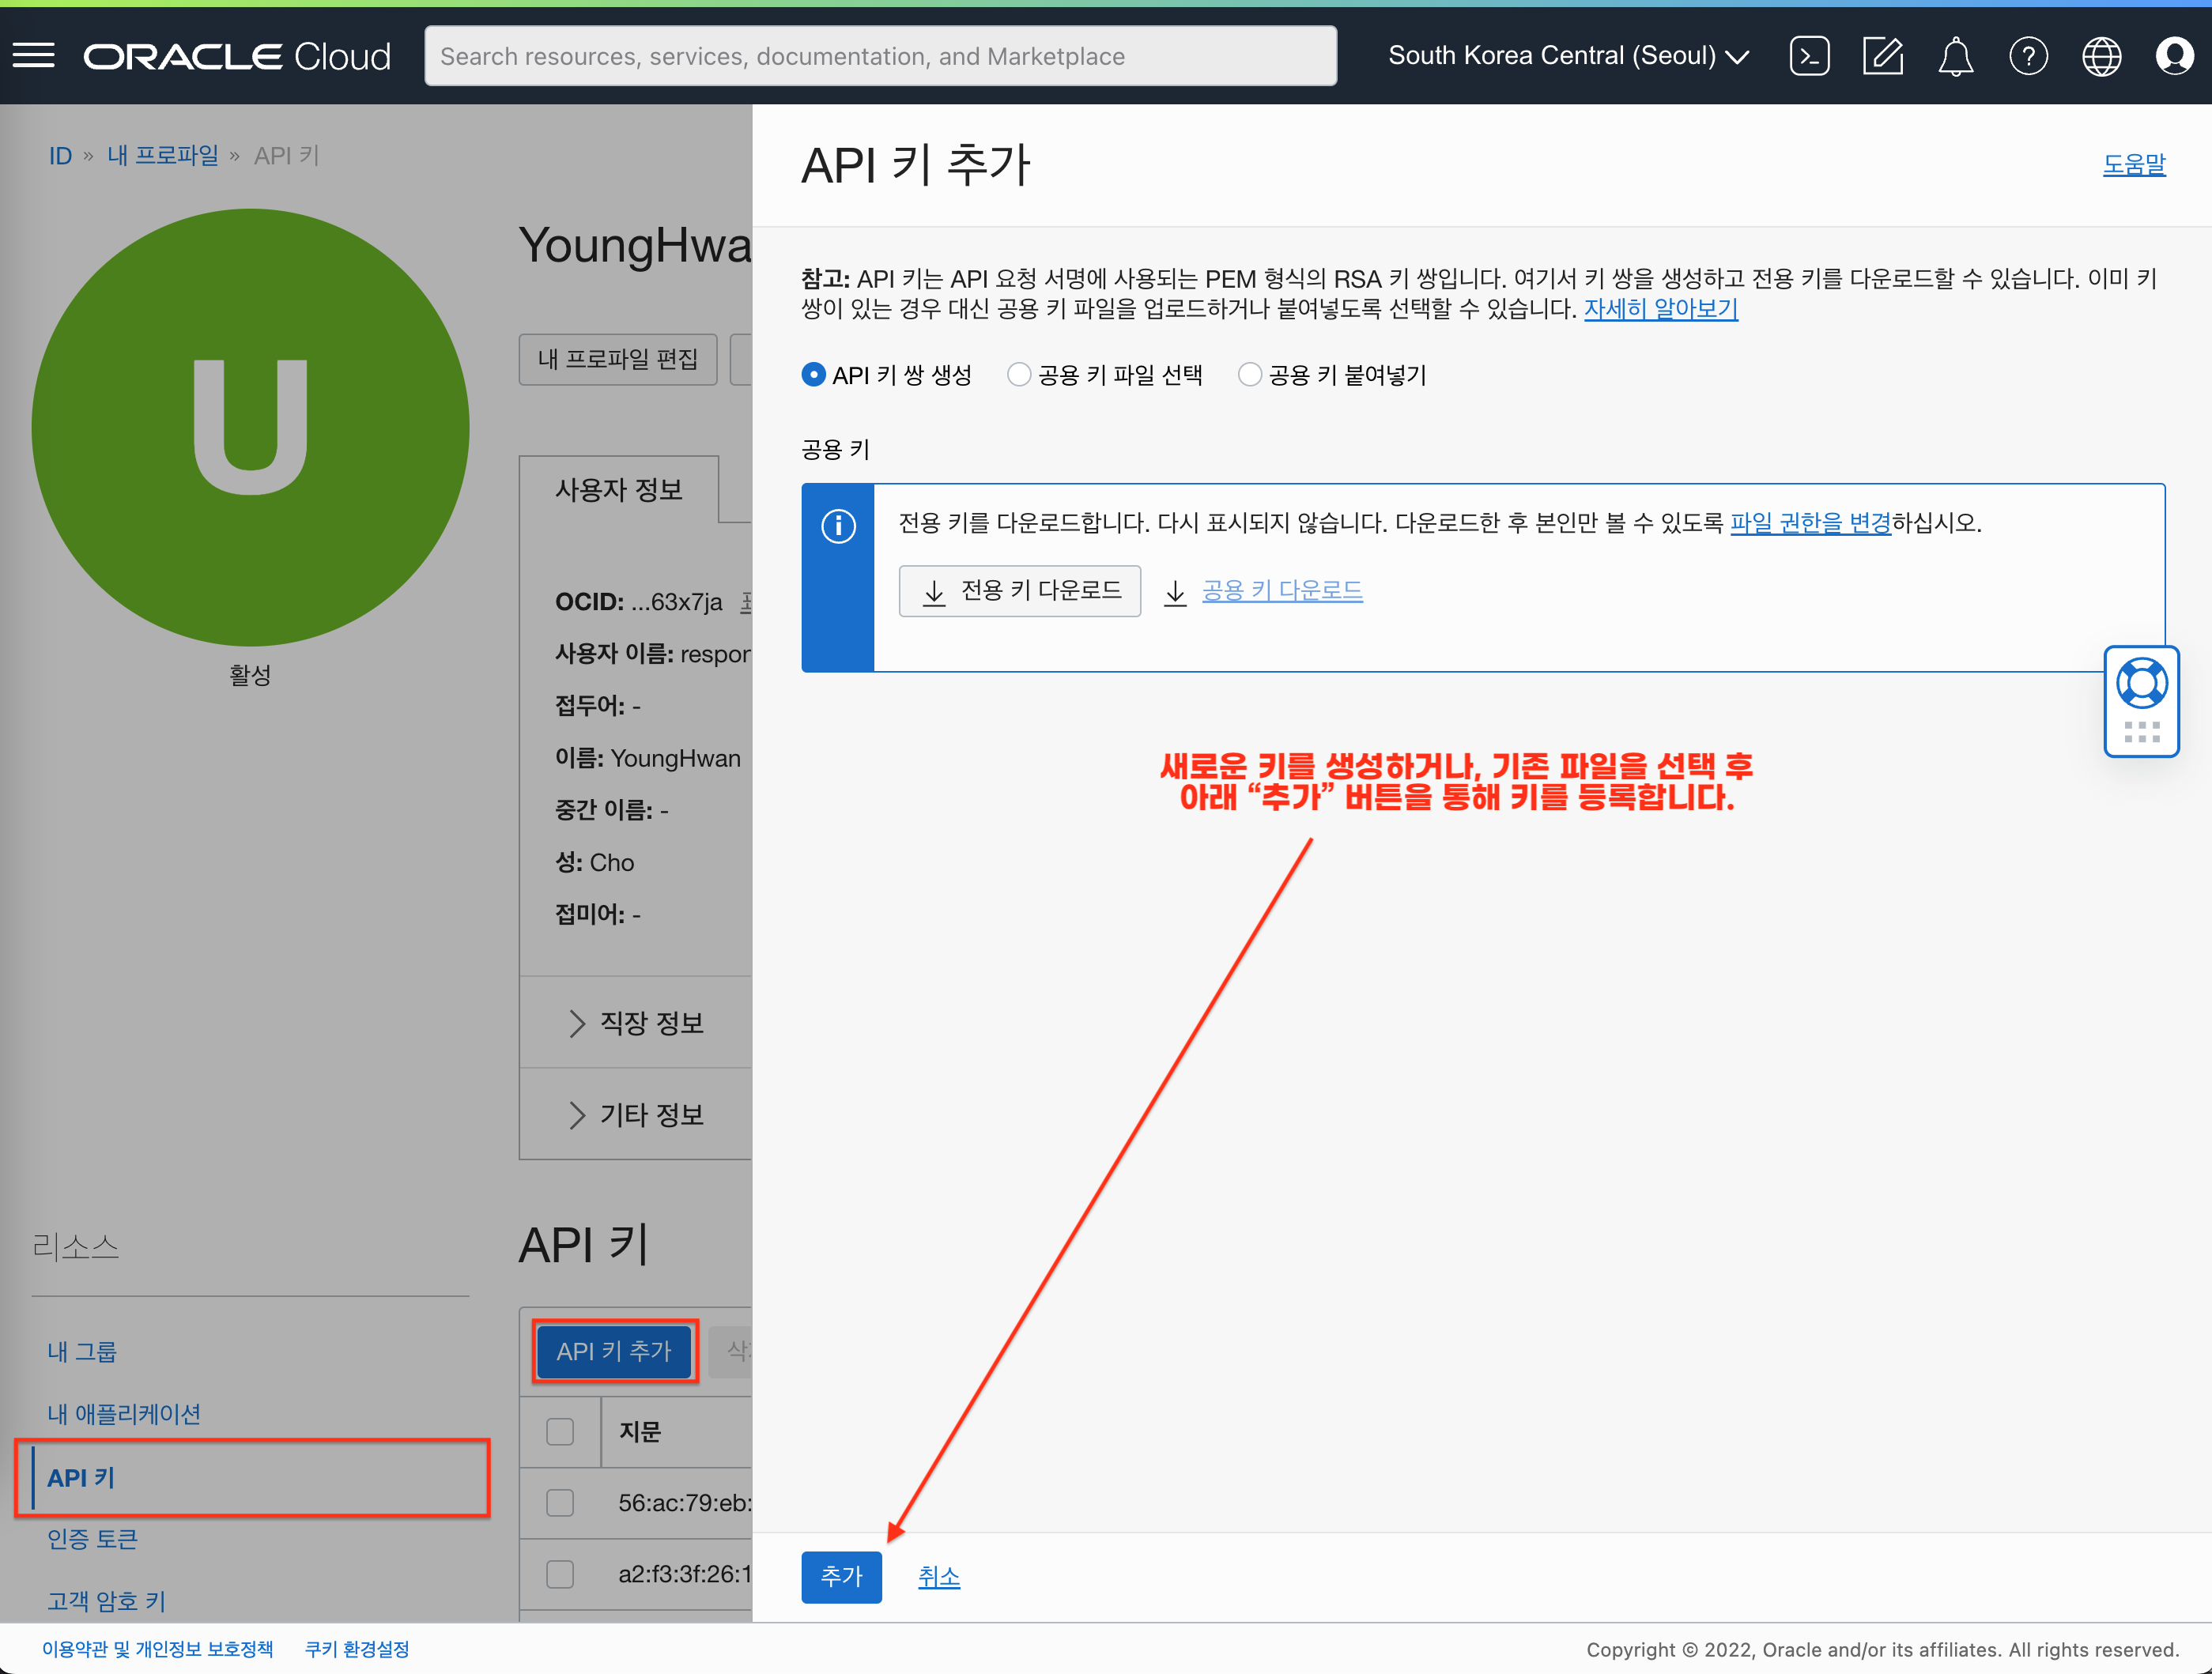 ORACLE Cloud
Search resources, services, documentation, and Marketplace
South Korea Central (Seoul)
ID » 내 프로파일 » API 키
U
활성
YoungHwa
내 프로파일 편집
사용자 정보
OCID: ...63x7ja
사용자 이름: respon
접두어: -
이름: YoungHwan
중간 이름: -
성: Cho
접미어: -
직장 정보
기타 정보
리소스
내 그룹
내 애플리케이션
API 키
인증 토큰
고객 암호 키
API 키
API 키 추가
지문
56:ac:79:eb:
a2:f3:3f:26:1
API 키 추가
도움말
참고: API 키는 API 요청 서명에 사용되는 PEM 형식의 RSA 키 쌍입니다. 여기서 키 쌍을 생성하고 전용 키를 다운로드할 수 있습니다. 이미 키
쌍이 있는 경우 대신 공용 키 파일을 업로드하거나 붙여넣도록 선택할 수 있습니다. 자세히 알아보기
API 키 쌍 생성
공용 키 파일 선택
공용 키 붙여넣기
공용 키
전용 키를 다운로드합니다. 다시 표시되지 않습니다. 다운로드한 후 본인만 볼 수 있도록 파일 권한을 변경하십시오.
전용 키 다운로드
공용 키 다운로드
새로운 키를 생성하거나, 기존 파일을 선택 후
아래 “추가” 버튼을 통해 키를 등록합니다.
추가
취소
이용약관 및 개인정보 보호정책
쿠키 환경설정
Copyright © 2022, Oracle and/or its affiliates. All rights reserved.